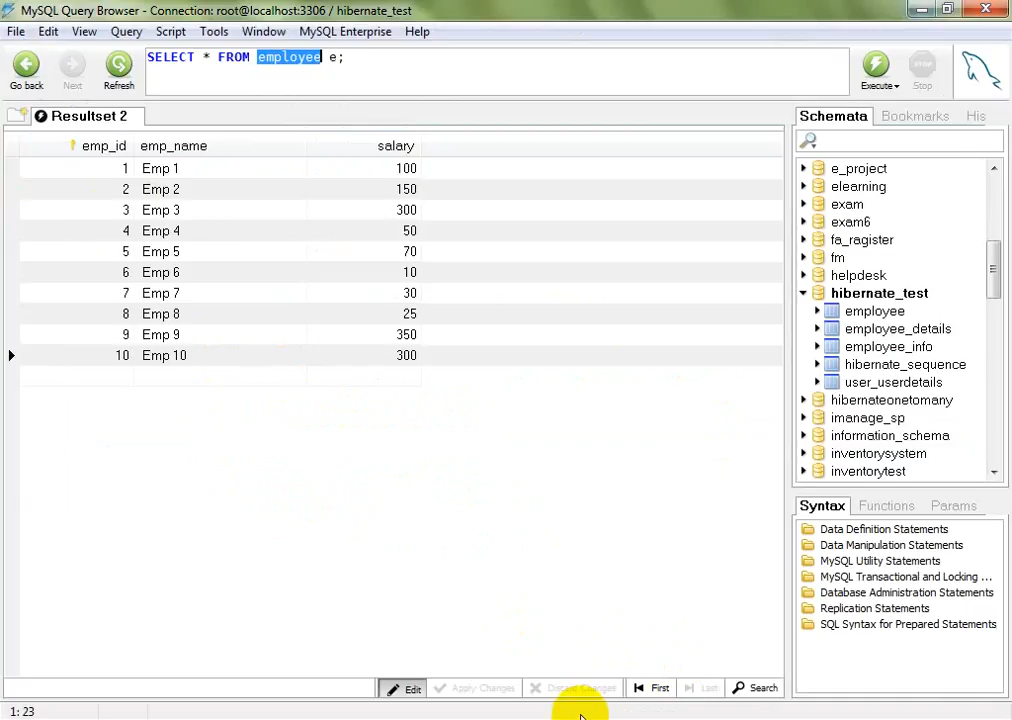 MySQL Query Browser - Connection: root@localhost:3306 / hibernate_test
File Edit View Query Script Tools Window MySQL Enterprise Help
SELECT * FROM employee e;
Go back Next Refresh Execute Stop
Resultset 2
Schemata Bookmarks His
emp_id emp_name salary
1 Emp 1 100
2 Emp 2 150
3 Emp 3 300
4 Emp 4 50
5 Emp 5 70
6 Emp 6 10
7 Emp 7 30
8 Emp 8 25
9 Emp 9 350
10 Emp 10 300
e_project
elearning
exam
exam6
fa_ragister
fm
helpdesk
hibernate_test
employee
employee_details
employee_info
hibernate_sequence
user_userdetails
hibernateonetomany
imanage_sp
information_schema
inventorysystem
inventorytest
Syntax Functions Params
Data Definition Statements
Data Manipulation Statements
MySQL Utility Statements
MySQL Transactional and Locking ...
Database Administration Statements
Replication Statements
SQL Syntax for Prepared Statements
Edit Apply Changes Discard Changes First Last Search
1: 23